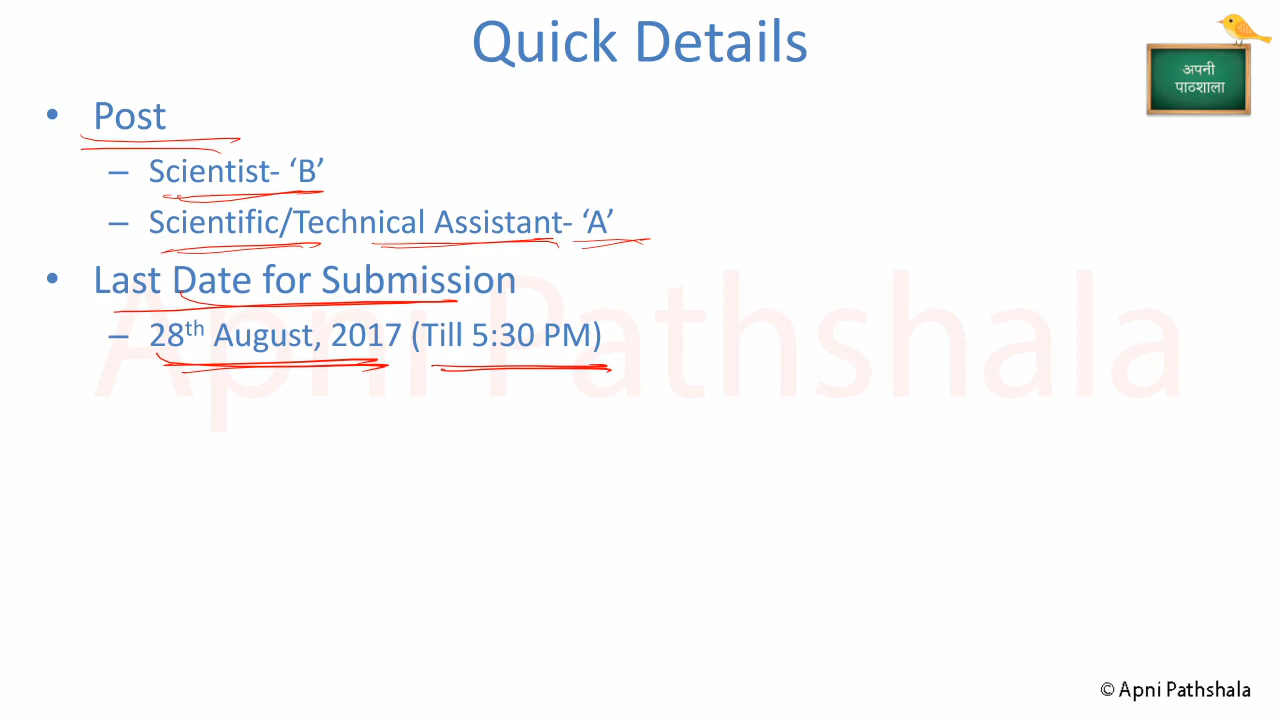 Quick Details
अपनी
पाठशाला
• Post
– Scientist- ‘B’
– Scientific/Technical Assistant- ‘A’
• Last Date for Submission
– 28th August, 2017 (Till 5:30 PM)
Apni Pathshala
© Apni Pathshala